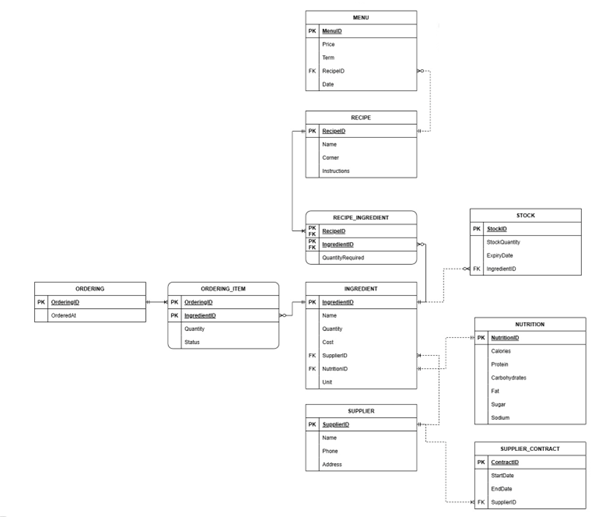 MENU
PK MenuID
Price
Term
FK RecipeID
Date
RECIPE
PK RecipeID
Name
Corner
Instructions
RECIPE_INGREDIENT
PK FK RecipeID
PK FK IngredientID
QuantityRequired
STOCK
PK StockID
StockQuantity
ExpiryDate
FK IngredientID
ORDERING
PK OrderingID
OrderedAt
ORDERING_ITEM
PK OrderingID
PK IngredientID
Quantity
Status
INGREDIENT
PK IngredientID
Name
Quantity
Cost
FK SupplierID
FK NutritionID
Unit
NUTRITION
PK NutritionID
Calories
Protein
Carbohydrates
Fat
Sugar
Sodium
SUPPLIER
PK SupplierID
Name
Phone
Address
SUPPLIER_CONTRACT
PK ContractID
StartDate
EndDate
FK SupplierID